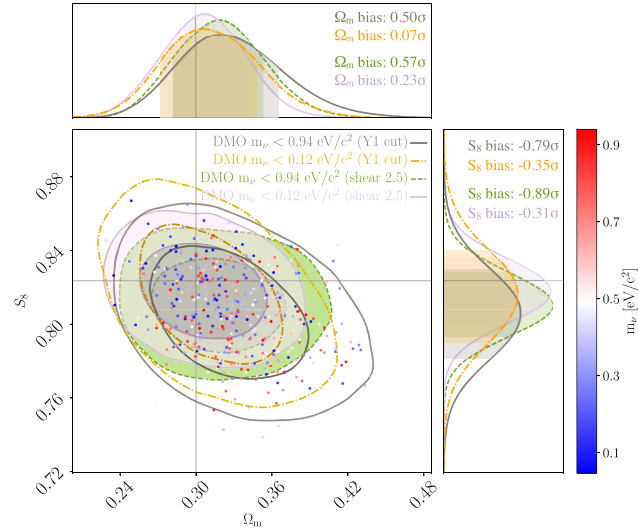 Ωₘ bias: 0.50σ
Ωₘ bias: 0.07σ
Ωₘ bias: 0.57σ
Ωₘ bias: 0.23σ
DMO mᵥ < 0.94 eV/c² (Y1 cut)
DMO mᵥ < 0.12 eV/c² (Y1 cut)
DMO mᵥ < 0.94 eV/c² (shear 2.5)
DMO mᵥ < 0.12 eV/c² (shear 2.5)
S₈ bias: -0.79σ
S₈ bias: -0.35σ
S₈ bias: -0.89σ
S₈ bias: -0.31σ
0.88
0.84
0.80
0.76
0.72
S₈
0.24
0.30
0.36
0.42
0.48
Ωₘ
0.9
0.7
0.5
0.3
0.1
mᵥ [eV/c²]